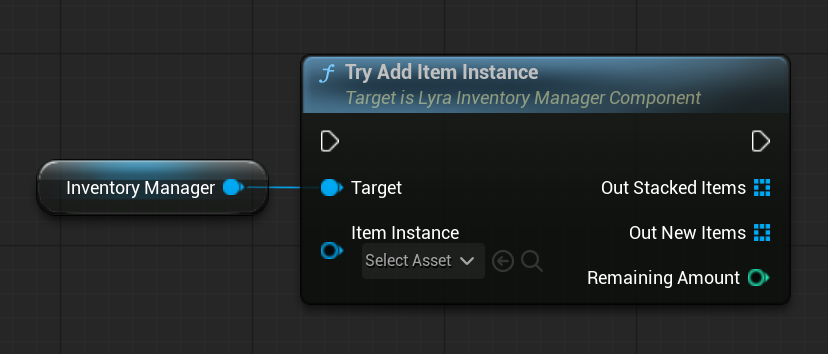 Try Add Item Instance
Target is Lyra Inventory Manager Component
Inventory Manager
Target
Out Stacked Items
Item Instance
Out New Items
Select Asset
Remaining Amount